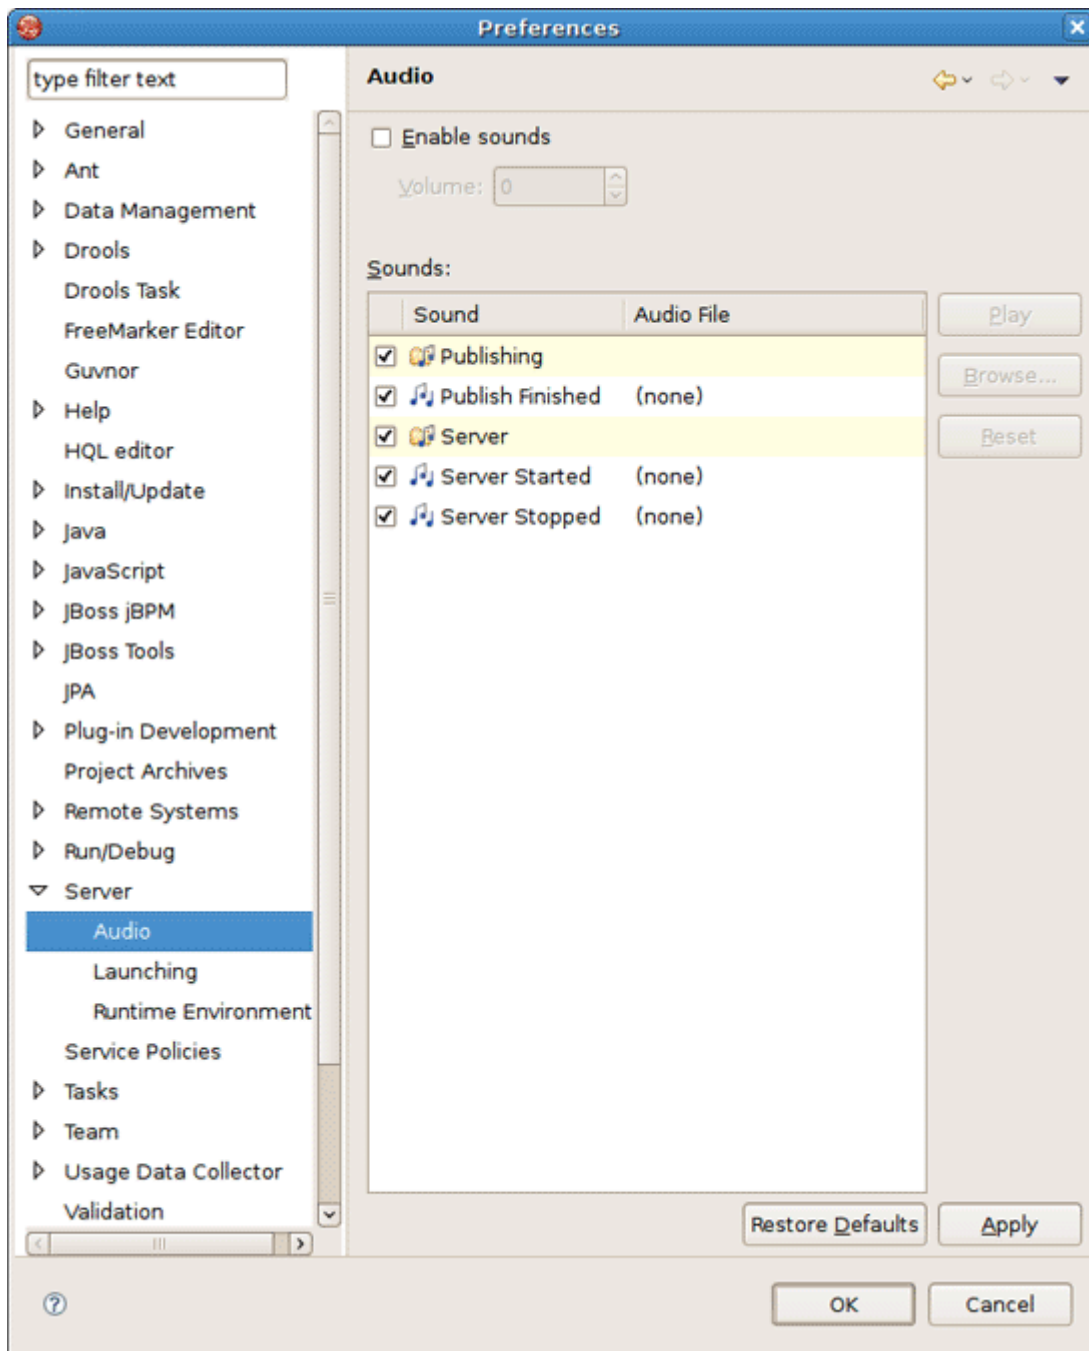 Preferences
type filter text
General
Ant
Data Management
Drools
Drools Task
FreeMarker Editor
Guvnor
Help
HQL editor
Install/Update
Java
JavaScript
JBoss jBPM
JBoss Tools
JPA
Plug-in Development
Project Archives
Remote Systems
Run/Debug
Server
Audio
Launching
Runtime Environment
Service Policies
Tasks
Team
Usage Data Collector
Validation
Audio
Enable sounds
Volume: 0
Sounds:
Sound Audio File
Publishing
Publish Finished (none)
Server
Server Started (none)
Server Stopped (none)
Play
Browse...
Reset
Restore Defaults Apply
OK Cancel